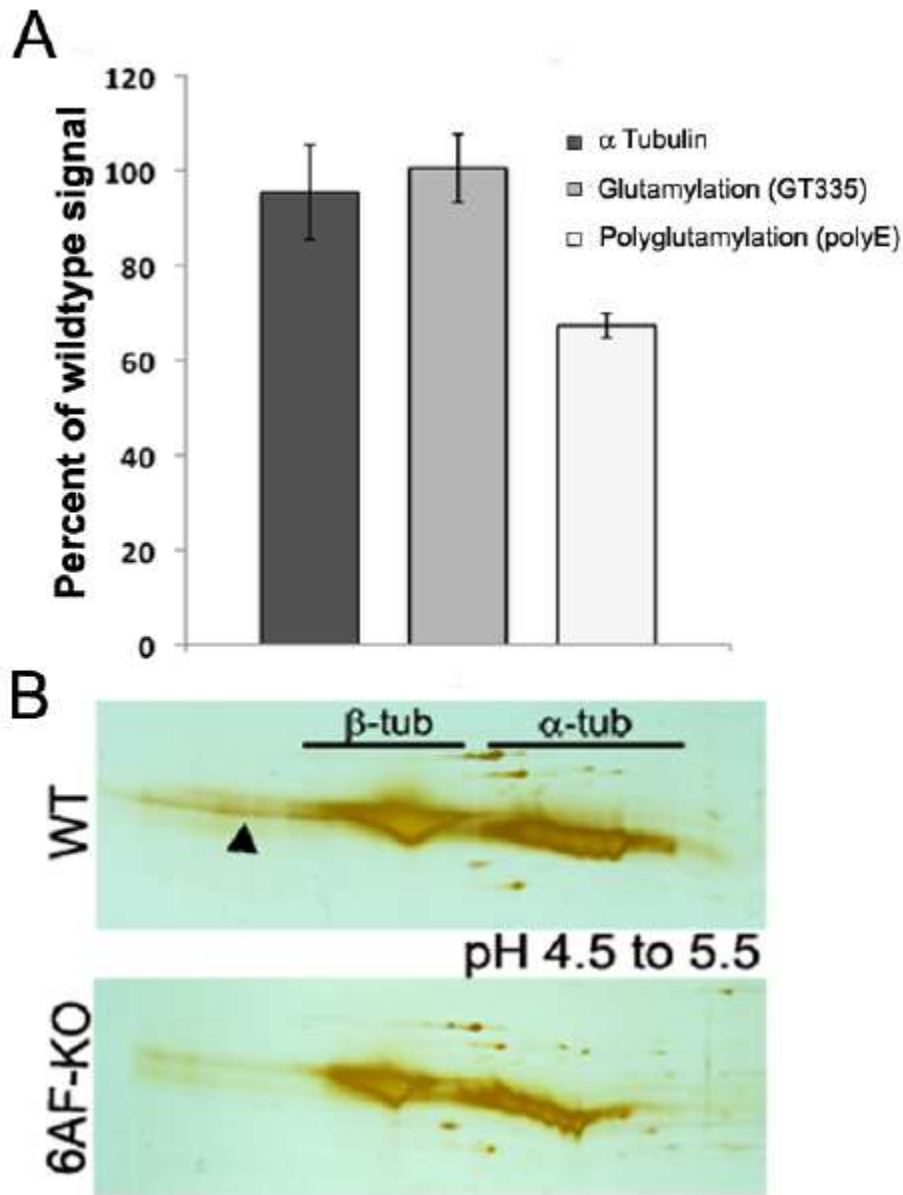 A
120
100
80
60
40
20
0
Percent of wildtype signal
α Tubulin
Glutamylation (GT335)
Polyglutamylation (polyE)
B
β-tub α-tub
WT
pH 4.5 to 5.5
6AF-KO